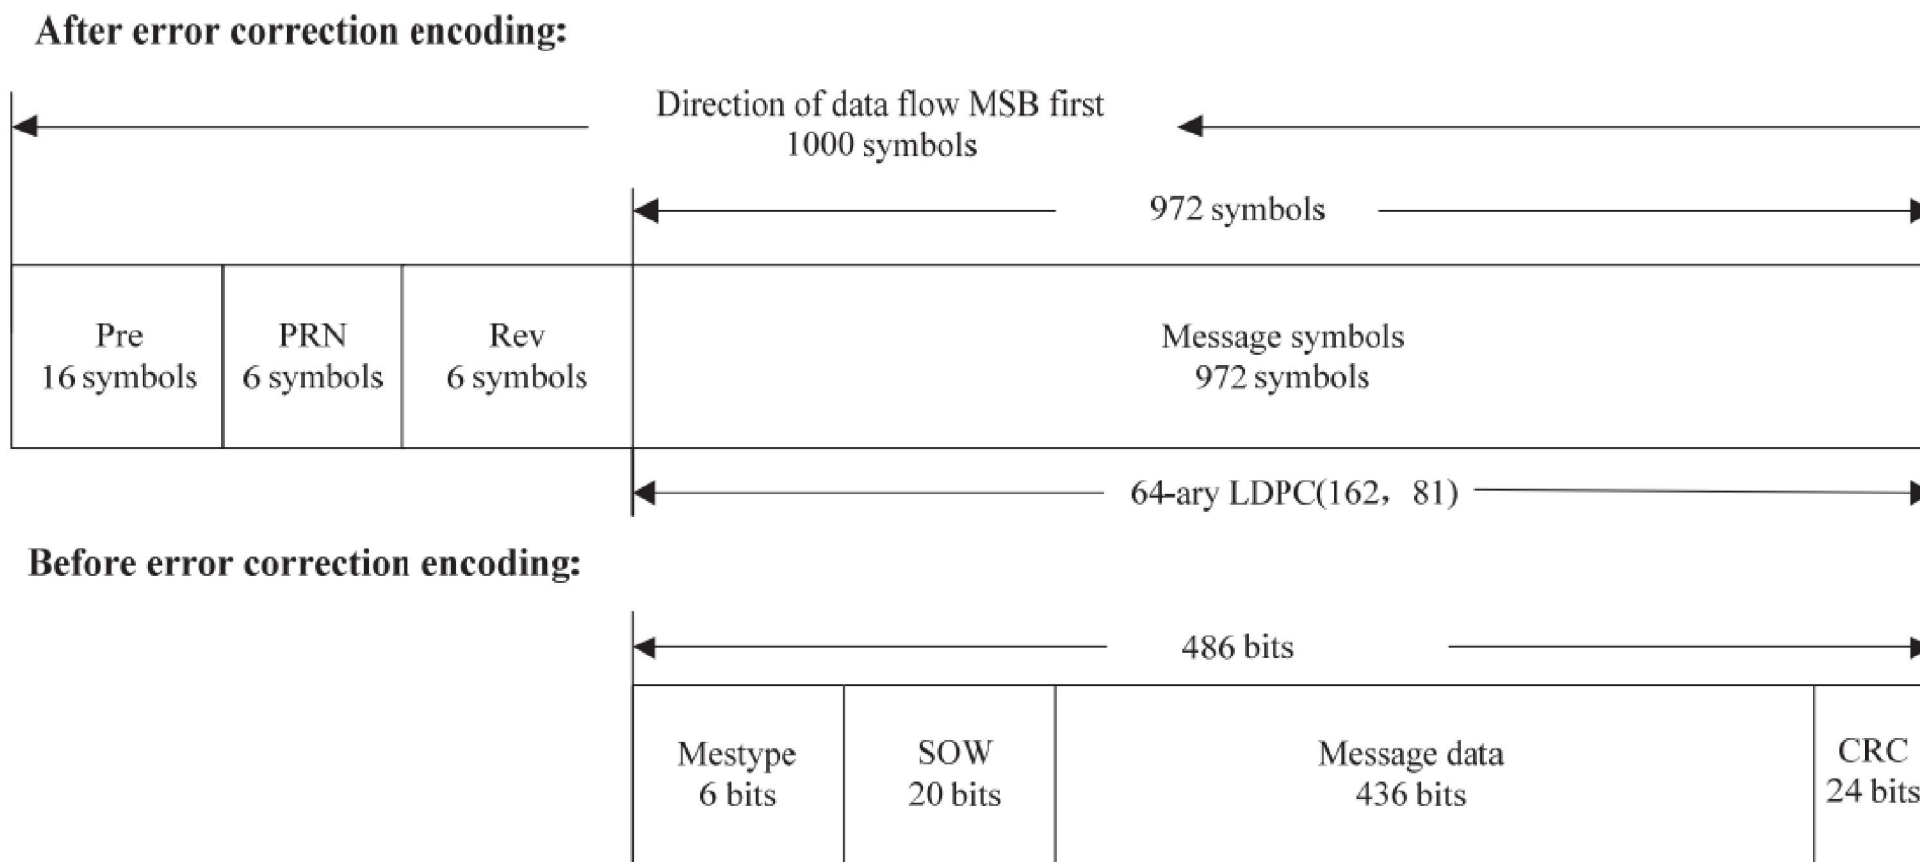 After error correction encoding:
Direction of data flow MSB first
1000 symbols
972 symbols
Pre
16 symbols
PRN
6 symbols
Rev
6 symbols
Message symbols
972 symbols
64-ary LDPC(162, 81)
Before error correction encoding:
486 bits
Mestype
6 bits
SOW
20 bits
Message data
436 bits
CRC
24 bits